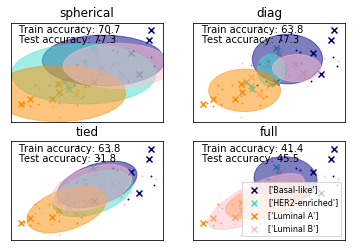 spherical
Train accuracy: 70.7
Test accuracy: 77.3
diag
Train accuracy: 63.8
Test accuracy: 77.3
tied
Train accuracy: 63.8
Test accuracy: 31.8
full
Train accuracy: 41.4
Test accuracy: 45.5
['Basal-like']
['HER2-enriched']
['Luminal A']
['Luminal B']